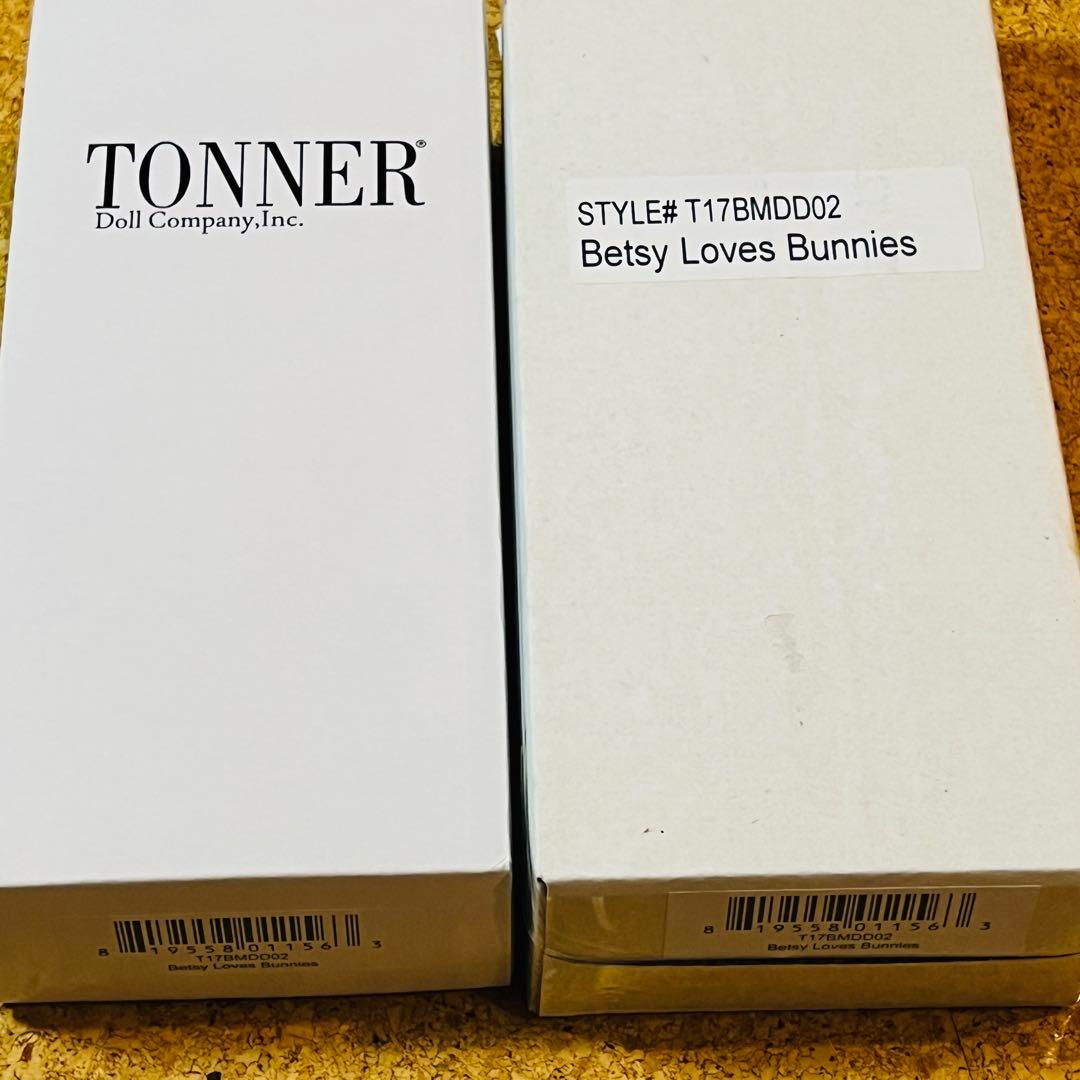 TONNER®
Doll Company,Inc.
STYLE# T17BMDD02
Betsy Loves Bunnies
8 19558 01156 3
T17BMDD02
Betsy Loves Bunnies
8 19558 01156 3
T17BMDD02
Betsy Loves Bunnies